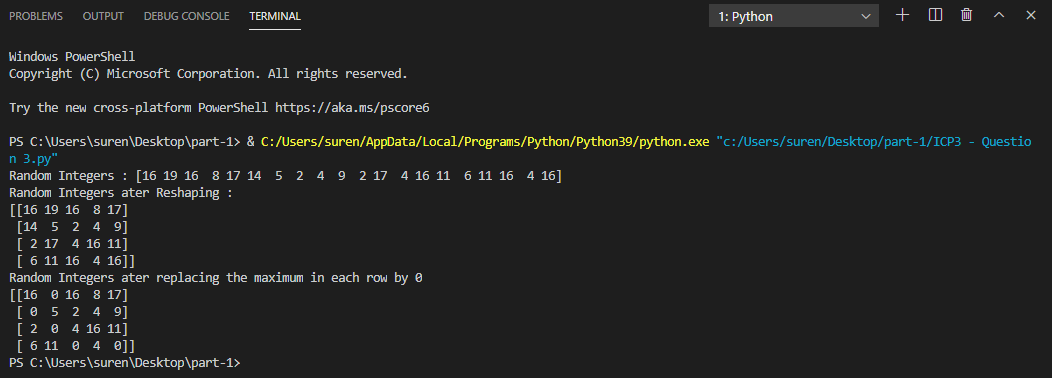 PROBLEMS OUTPUT DEBUG CONSOLE TERMINAL 1: Python
Windows PowerShell
Copyright (C) Microsoft Corporation. All rights reserved.
Try the new cross-platform PowerShell https://aka.ms/pscore6
PS C:\Users\suren\Desktop\part-1> & C:/Users/suren/AppData/Local/Programs/Python/Python39/python.exe "c:/Users/suren/Desktop/part-1/ICP3 - Questio
n 3.py"
Random Integers : [16 19 16  8 17 14  5  2  4  9  2 17  4 16 11  6 11 16  4 16]
Random Integers ater Reshaping :
[[16 19 16  8 17]
 [14  5  2  4  9]
 [ 2 17  4 16 11]
 [ 6 11 16  4 16]]
Random Integers ater replacing the maximum in each row by 0
[[16  0 16  8 17]
 [ 0  5  2  4  9]
 [ 2  0  4 16 11]
 [ 6 11  0  4  0]]
PS C:\Users\suren\Desktop\part-1>